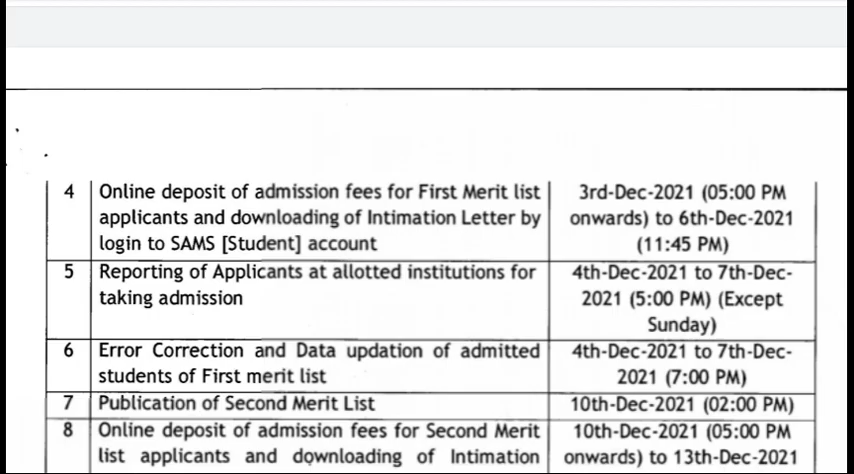 4 Online deposit of admission fees for First Merit list 3rd-Dec-2021 (05:00 PM
applicants and downloading of Intimation Letter by onwards) to 6th-Dec-2021
login to SAMS [Student] account (11:45 PM)
5 Reporting of Applicants at allotted institutions for 4th-Dec-2021 to 7th-Dec-
taking admission 2021 (5:00 PM) (Except
Sunday)
6 Error Correction and Data updation of admitted 4th-Dec-2021 to 7th-Dec-
students of First merit list 2021 (7:00 PM)
7 Publication of Second Merit List 10th-Dec-2021 (02:00 PM)
8 Online deposit of admission fees for Second Merit 10th-Dec-2021 (05:00 PM
list applicants and downloading of Intimation onwards) to 13th-Dec-2021